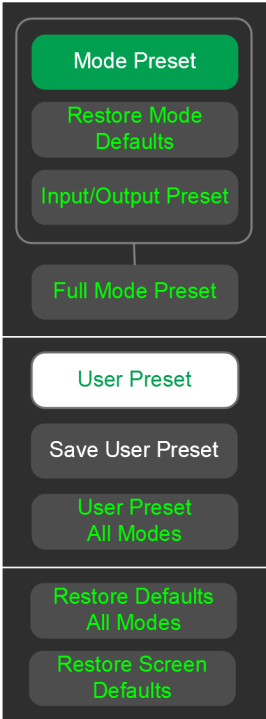 Mode Preset
Restore Mode
Defaults
Input/Output Preset
Full Mode Preset
User Preset
Save User Preset
User Preset
All Modes
Restore Defaults
All Modes
Restore Screen
Defaults